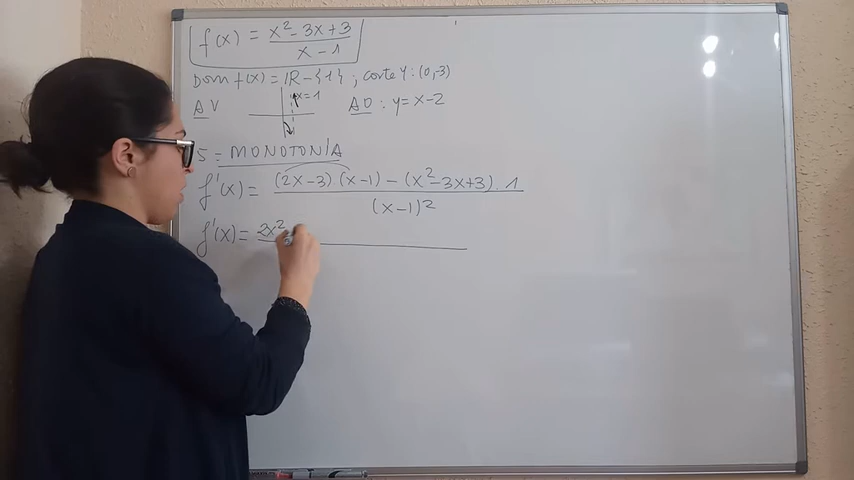 f(x) = x² - 3x + 3 / x - 1
Dom f(x) = ℝ - {1} ; corte Y : (0,-3)
AV x=1 AO : y = x - 2
5 = MONOTONÍA
f'(x) = (2x-3)(x-1) - (x²-3x+3) . 1 / (x-1)²
f'(x) = 2x²